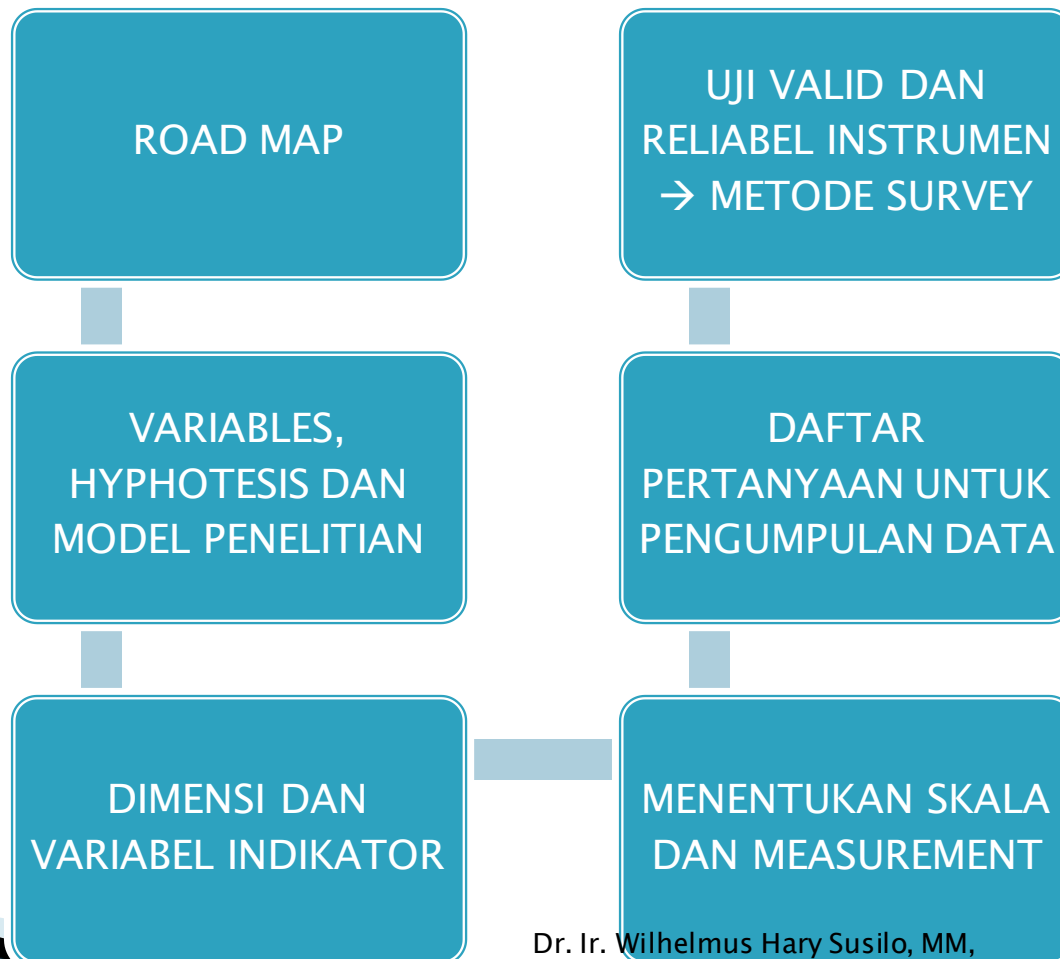 ROAD MAP
VARIABLES,
HYPHOTESIS DAN
MODEL PENELITIAN
DIMENSI DAN
VARIABEL INDIKATOR
MENENTUKAN SKALA
DAN MEASUREMENT
DAFTAR
PERTANYAAN UNTUK
PENGUMPULAN DATA
UJI VALID DAN
RELIABEL INSTRUMEN
→ METODE SURVEY
Dr. Ir. Wilhelmus Hary Susilo, MM,